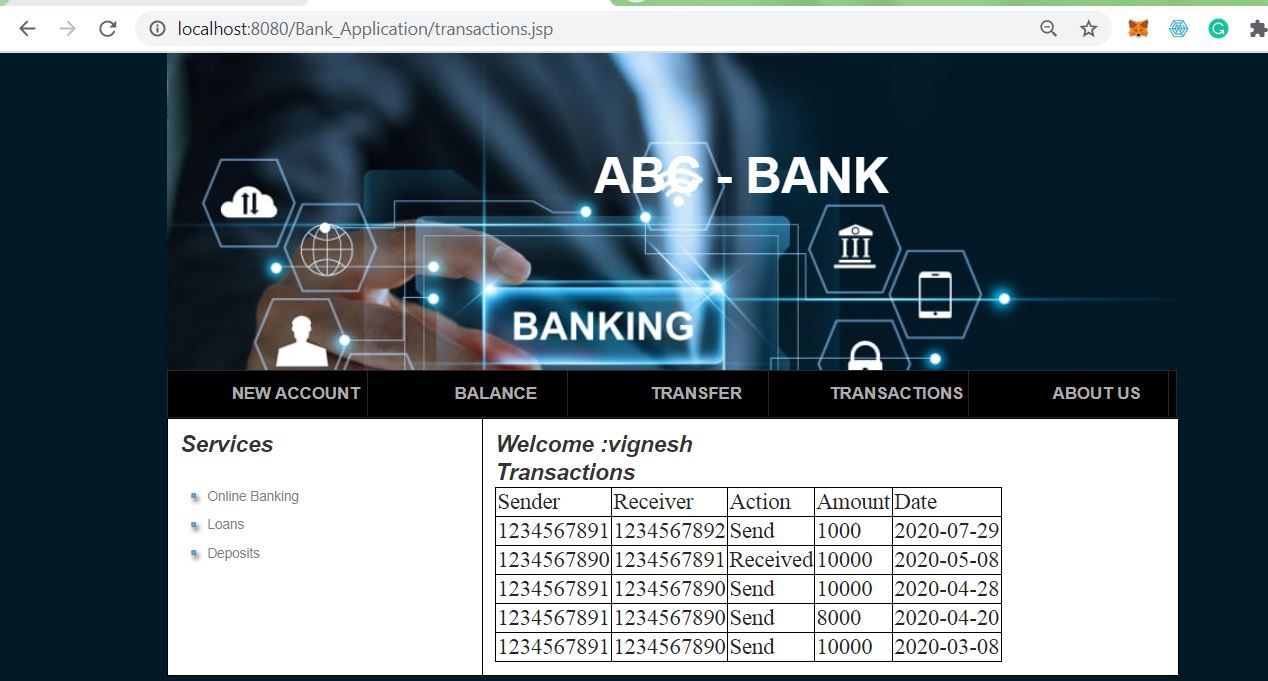 localhost:8080/Bank_Application/transactions.jsp
ABC - BANK
BANKING
NEW ACCOUNT BALANCE TRANSFER TRANSACTIONS ABOUT US
Services
Online Banking
Loans
Deposits
Welcome :vignesh
Transactions
Sender Receiver Action Amount Date
1234567891 1234567892 Send 1000 2020-07-29
1234567890 1234567891 Received 10000 2020-05-08
1234567891 1234567890 Send 10000 2020-04-28
1234567891 1234567890 Send 8000 2020-04-20
1234567891 1234567890 Send 10000 2020-03-08